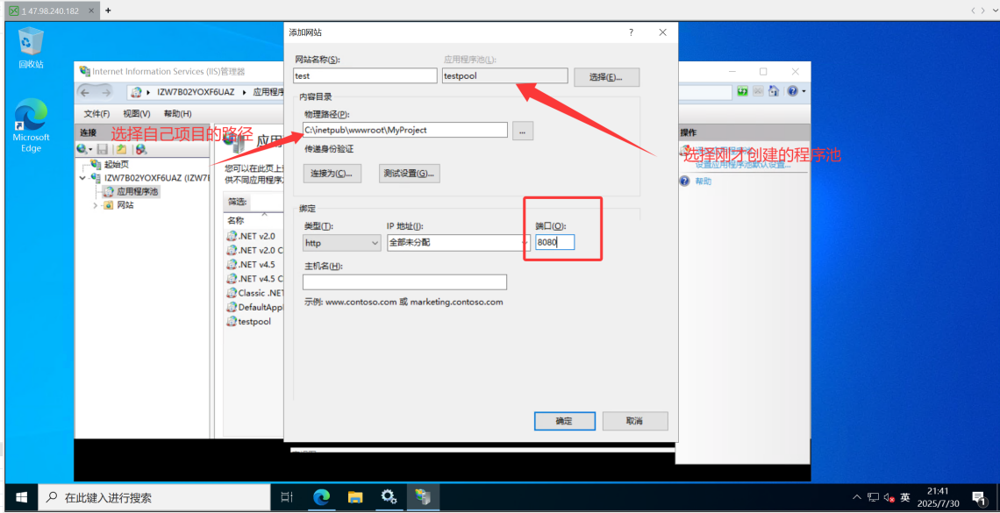 1 47.98.240.182
回收站
Microsoft
Edge
Internet Information Services (IIS)管理器
IZW7B02YOXF6UAZ
应用程序
文件(F) 视图(V) 帮助(H)
连接
选择自己项目的路径
起始页
IZW7B02YOXF6UAZ (IZW7
应用程序池
网站
应用
您可以在此页上
供不同应用程序
筛选:
名称
.NET v2.0
.NET v2.0 C
.NET v4.5
.NET v4.5 C
Classic .NET
DefaultAppl
testpool
添加网站
网站名称(S):
应用程序池(L):
test
testpool
选择(E)...
内容目录
物理路径(P):
C:\inetpub\wwwroot\MyProject
...
传递身份验证
连接为(C)...
测试设置(G)...
绑定
类型(T):
IP 地址(I):
端口(O):
http
全部未分配
8080
主机名(H):
示例: www.contoso.com 或 marketing.contoso.com
确定
取消
操作
选择刚才创建的程序池
设置应用程序池默认设置...
帮助
在此键入进行搜索
英
21:41
2025/7/30
1